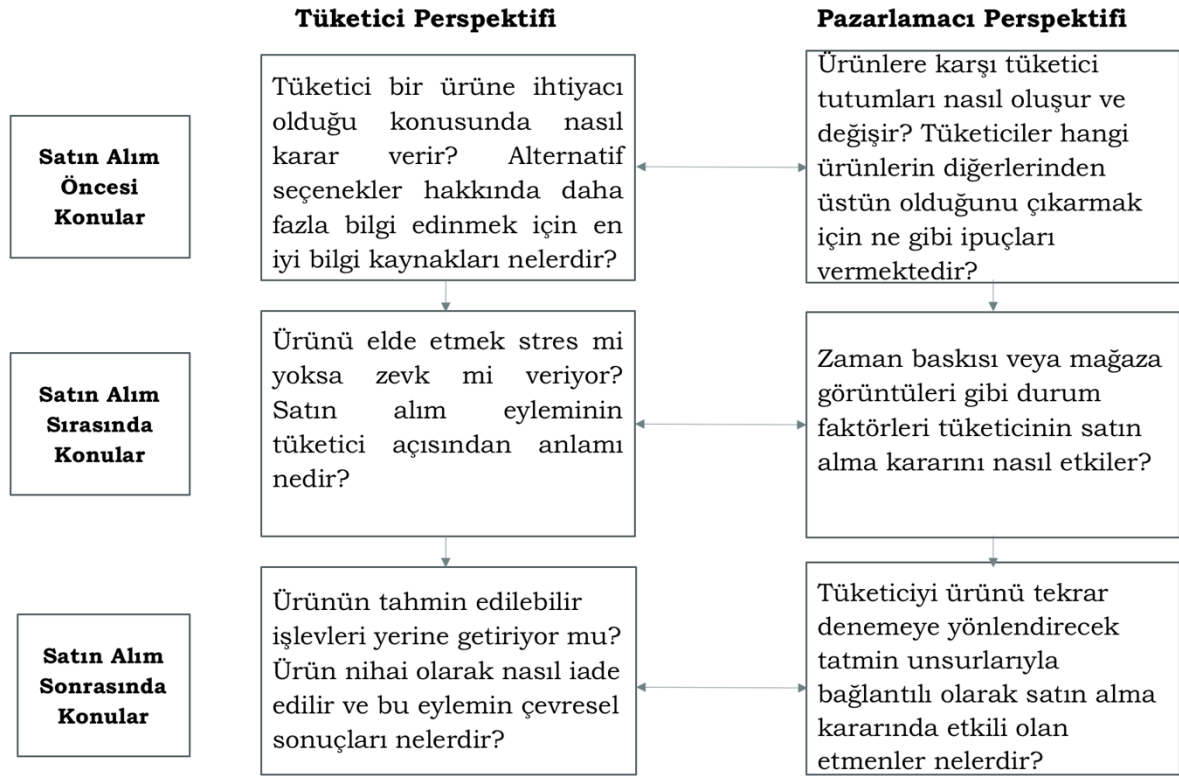 Tüketici Perspektifi
Pazarlamacı Perspektifi
Satın Alım
Öncesi
Konular
Tüketici bir ürüne ihtiyacı
olduğu konusunda nasıl
karar verir? Alternatif
seçenekler hakkında daha
fazla bilgi edinmek için en
iyi bilgi kaynakları nelerdir?
Ürünlere karşı tüketici
tutumları nasıl oluşur ve
değişir? Tüketiciler hangi
ürünlerin diğerlerinden
üstün olduğunu çıkarmak
için ne gibi ipuçları
vermektedir?
Satın Alım
Sırasında
Konular
Ürünü elde etmek stres mi
yoksa zevk mi veriyor?
Satın alım eyleminin
tüketici açısından anlamı
nedir?
Zaman baskısı veya mağaza
görüntüleri gibi durum
faktörleri tüketicinin satın
alma kararını nasıl etkiler?
Satın Alım
Sonrasında
Konular
Ürünün tahmin edilebilir
işlevleri yerine getiriyor mu?
Ürün nihai olarak nasıl iade
edilir ve bu eylemin çevresel
sonuçları nelerdir?
Tüketiciyi ürünü tekrar
denemeye yönlendirecek
tatmin unsurlarıyla
bağlantılı olarak satın alma
kararında etkili olan
etmenler nelerdir?